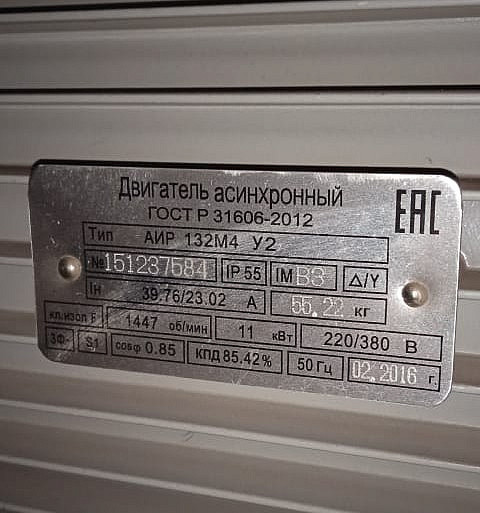 Двигатель асинхронный
ГОСТ Р 31606-2012
EAC
Тип АИР 132М4 У2
№151237584 IP 55 IM B3 Δ/Y
Iн 39.76/23.02 А 55.22 кг
кл.изол F 1447 об/мин 11 кВт 220/380 В
3Ф~ S1 cosφ 0.85 КПД 85,42% 50 Гц 02.2016 г.